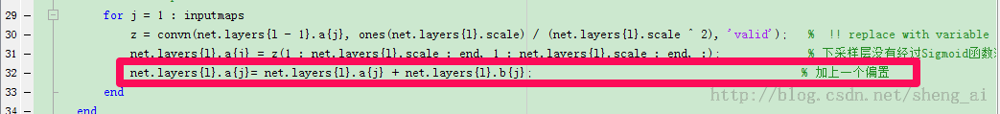 29 for j = 1 : inputmaps
30 z = convn(net.layers{l - 1}.a{j}, ones(net.layers{l}.scale) / (net.layers{l}.scale ^ 2), 'valid'); % !! replace with variable
31 net.layers{l}.a{j} = z(1 : net.layers{l}.scale : end, 1 : net.layers{l}.scale : end, :); % 下采样层没有经过Sigmoid函数
32 net.layers{l}.a{j}= net.layers{l}.a{j} + net.layers{l}.b{j}; % 加上一个偏置
33 end
http://blog.csdn.net/sheng_ai
34 end